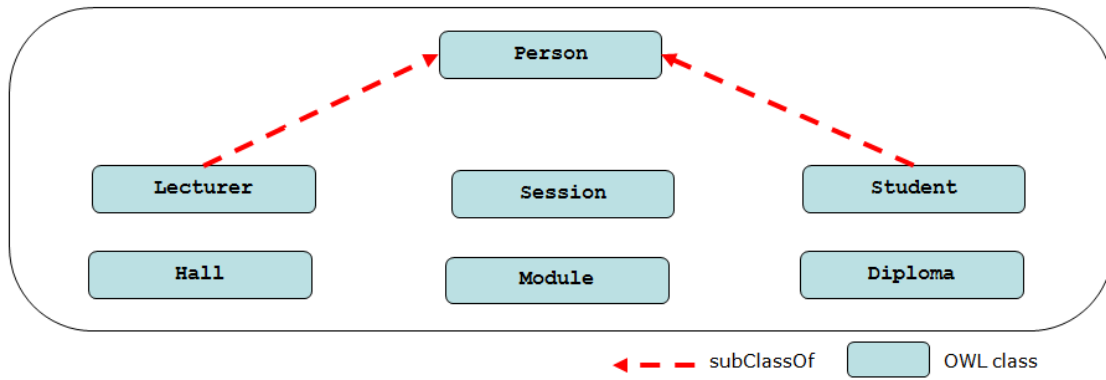 Person
Lecturer
Session
Student
Hall
Module
Diploma
subClassOf
OWL class